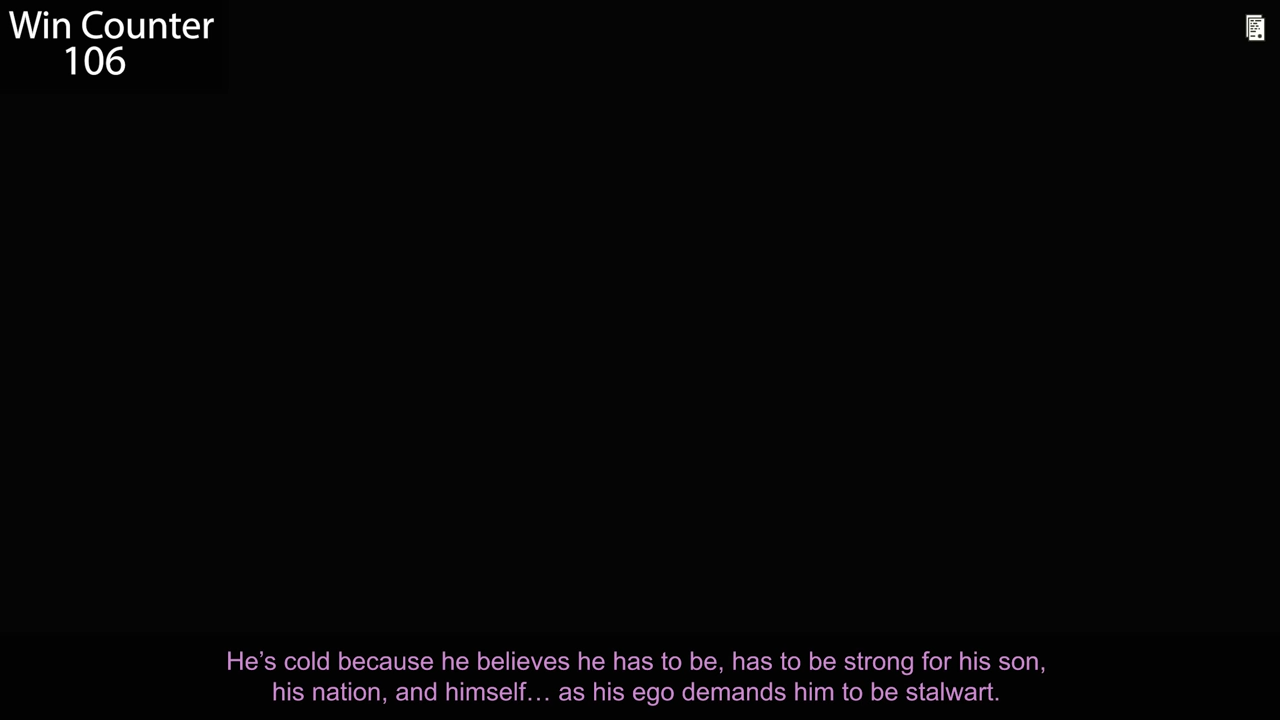 Win Counter
106
He’s cold because he believes he has to be, has to be strong for his son,
his nation, and himself… as his ego demands him to be stalwart.